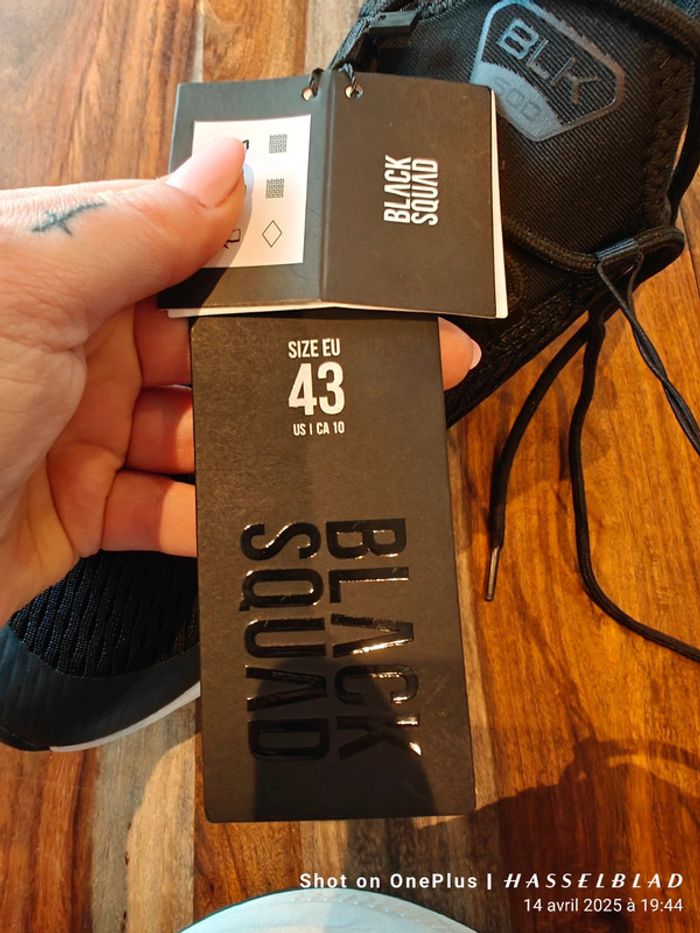 BLK
BLACK
SQUAD
SIZE EU
43
US | CA 10
BLACK
SQUAD
Shot on OnePlus | HASSELBLAD
14 avril 2025 à 19:44